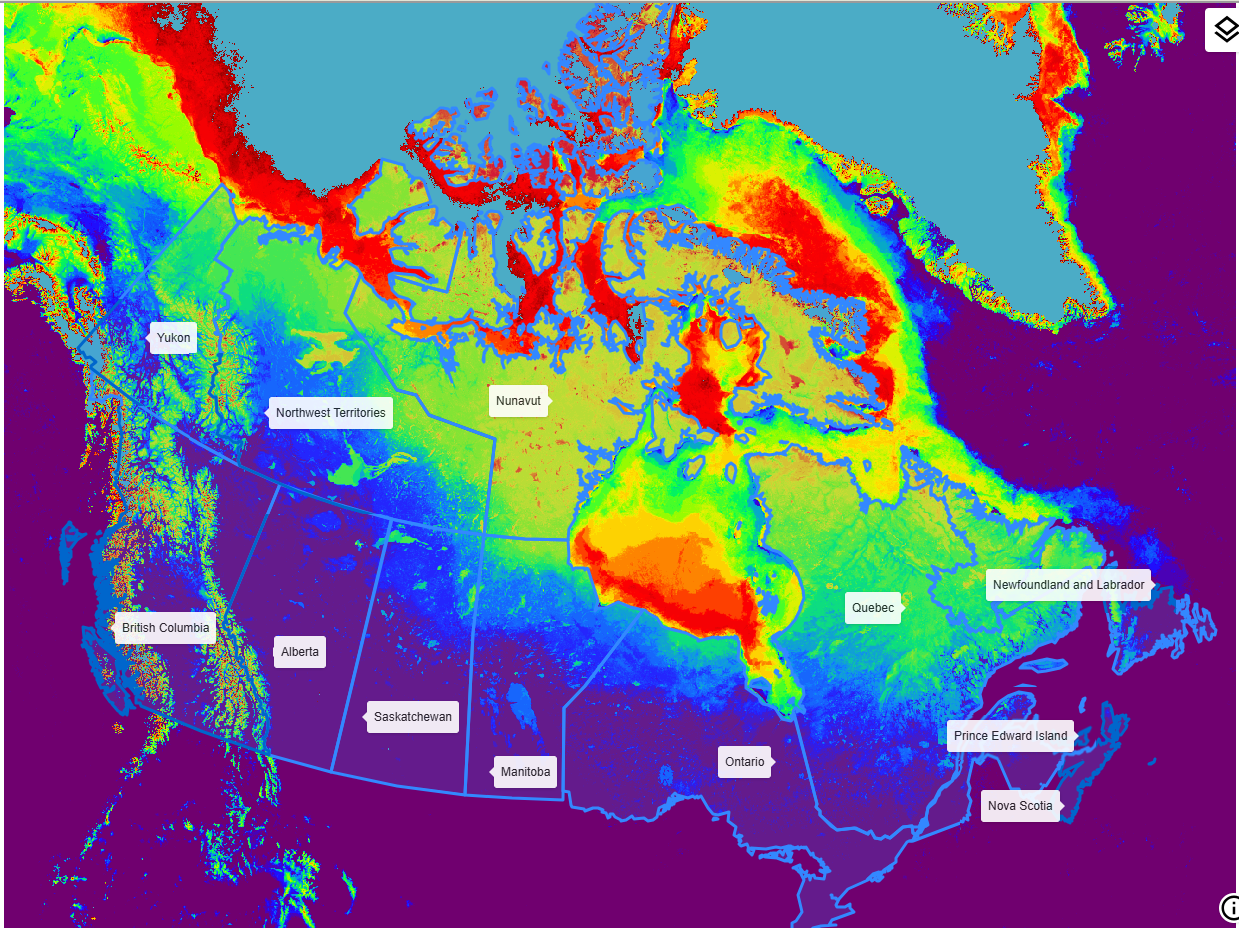 Yukon
Northwest Territories
Nunavut
Newfoundland and Labrador
Quebec
British Columbia
Alberta
Saskatchewan
Prince Edward Island
Ontario
Manitoba
Nova Scotia